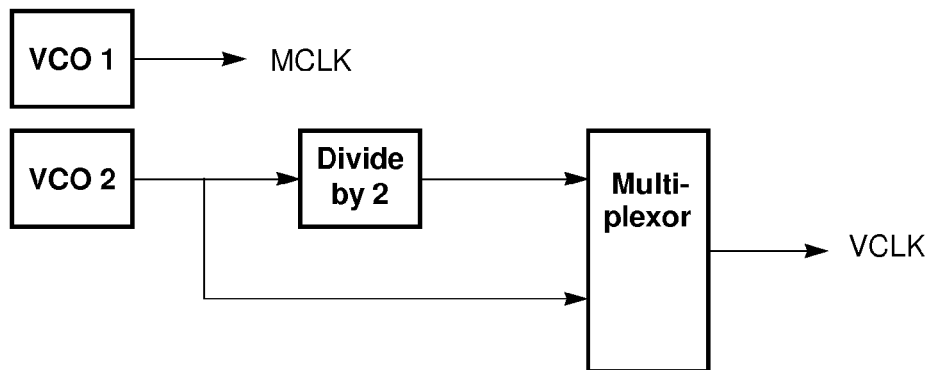 VCO 1
MCLK
VCO 2
Divide
by 2
Multi-
plexor
VCLK